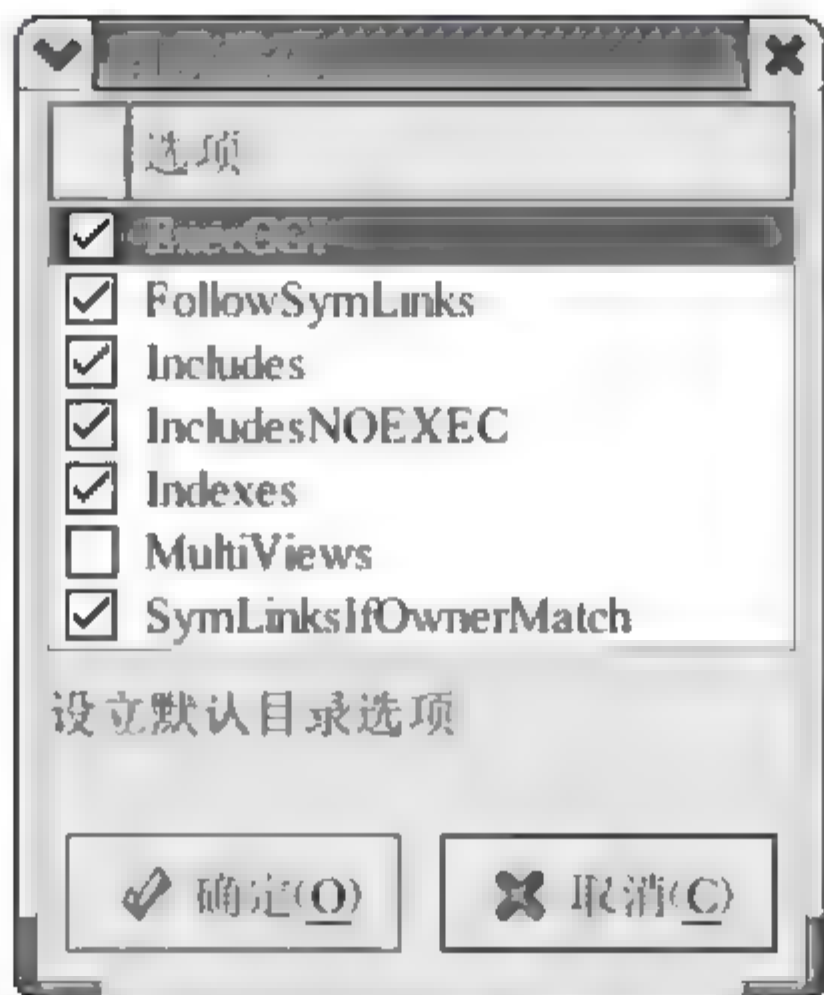 选项
ExecCGI
FollowSymLinks
Includes
IncludesNOEXEC
Indexes
MultiViews
SymLinksIfOwnerMatch
设立默认目录选项
确定(O)
取消(C)